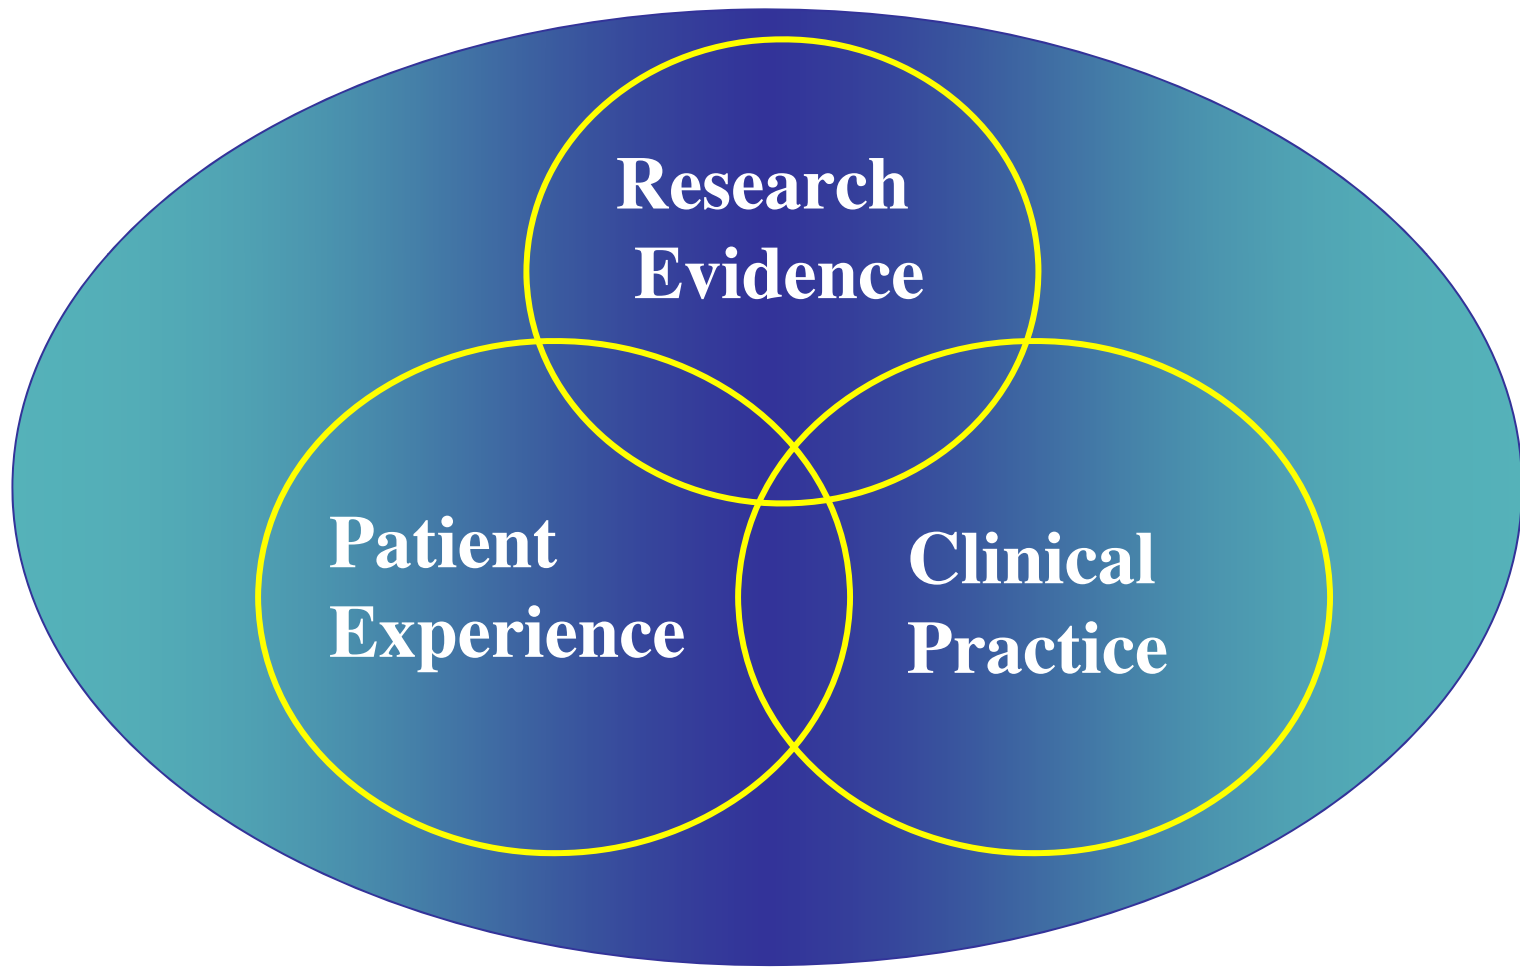 Research
Evidence
Patient
Experience
Clinical
Practice